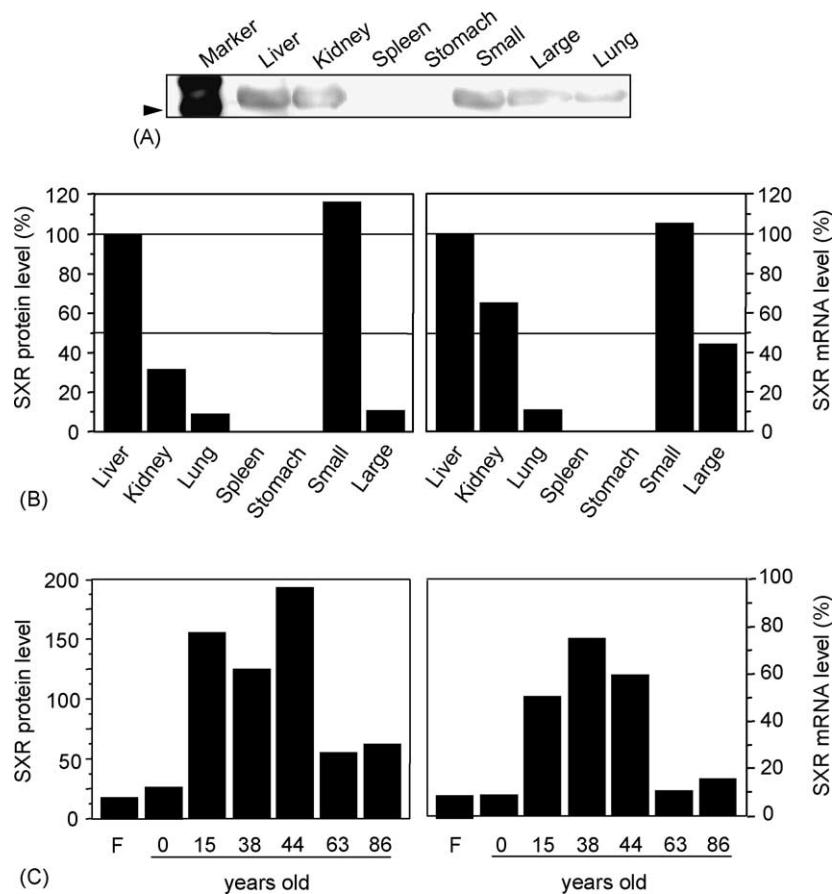 Marker Liver Kidney Spleen Stomach Small Large Lung
(A)
SXR protein level (%)
120
100
80
60
40
20
0
Liver Kidney Lung Spleen Stomach Small Large
120
100
80
60
40
20
0
SXR mRNA level (%)
Liver Kidney Lung Spleen Stomach Small Large
(B)
SXR protein level
200
150
100
50
0
F 0 15 38 44 63 86
years old
100
80
60
40
20
0
SXR mRNA level (%)
F 0 15 38 44 63 86
years old
(C)